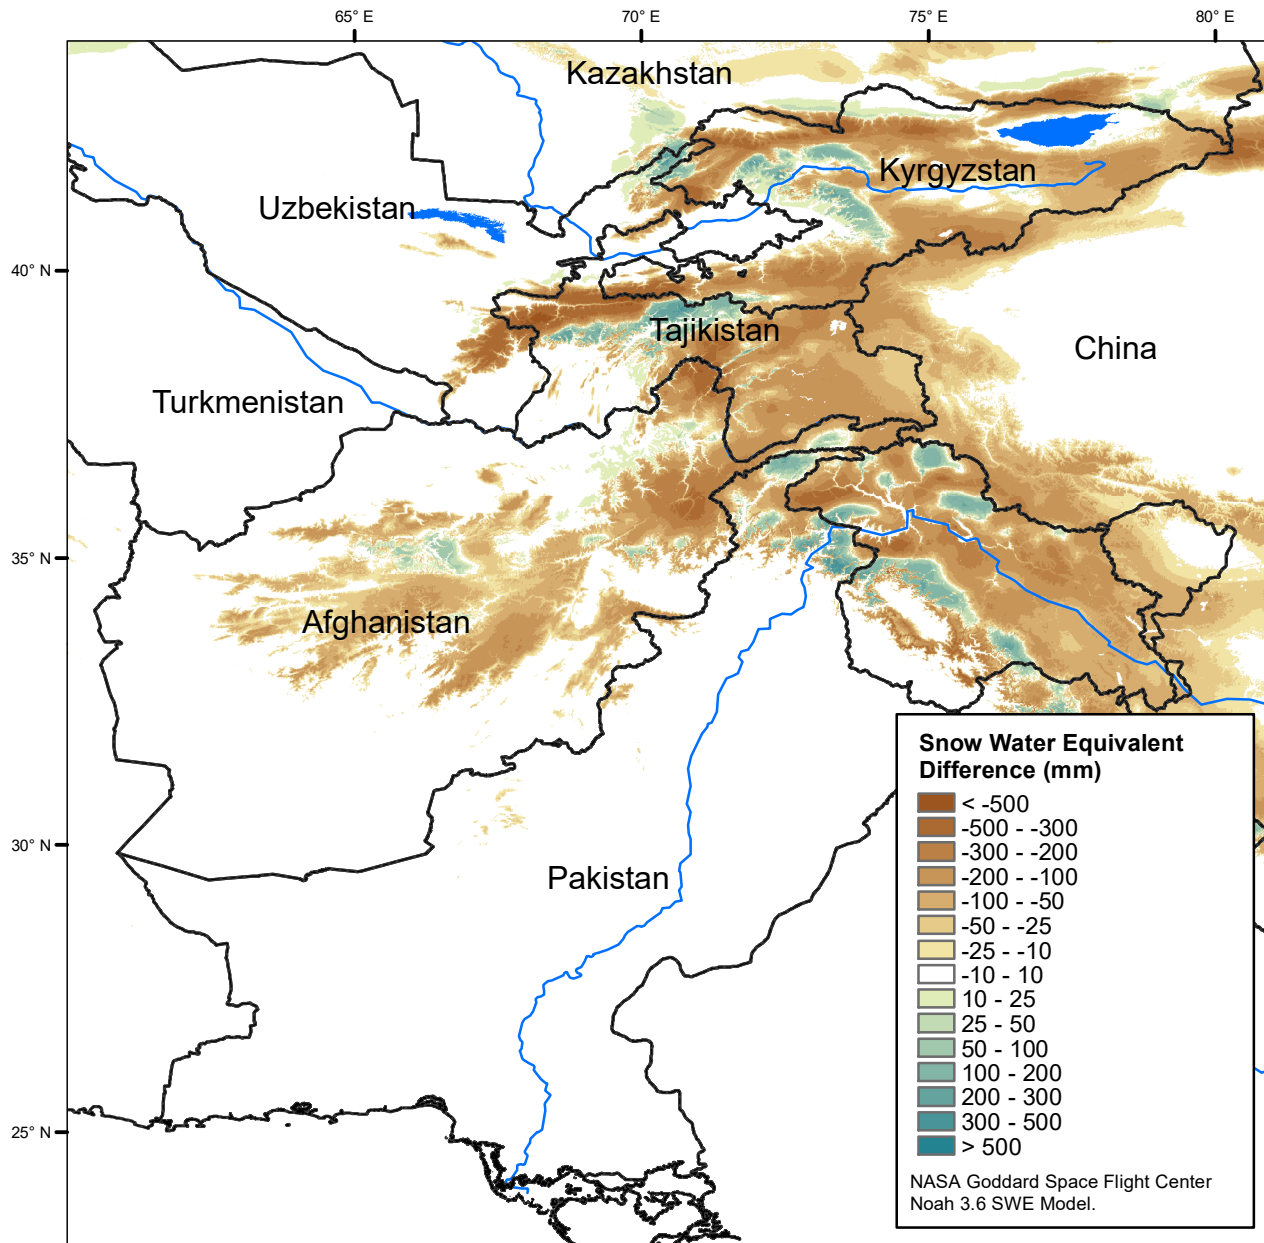 65° E
70° E
75° E
80° E
Kazakhstan
Kyrgyzstan
Uzbekistan
40° N
Tajikistan
China
Turkmenistan
35° N
Afghanistan
30° N
Pakistan
25° N
Snow Water Equivalent
Difference (mm)
< -500
-500 - -300
-300 - -200
-200 - -100
-100 - -50
-50 - -25
-25 - -10
-10 - 10
10 - 25
25 - 50
50 - 100
100 - 200
200 - 300
300 - 500
> 500
NASA Goddard Space Flight Center
Noah 3.6 SWE Model.